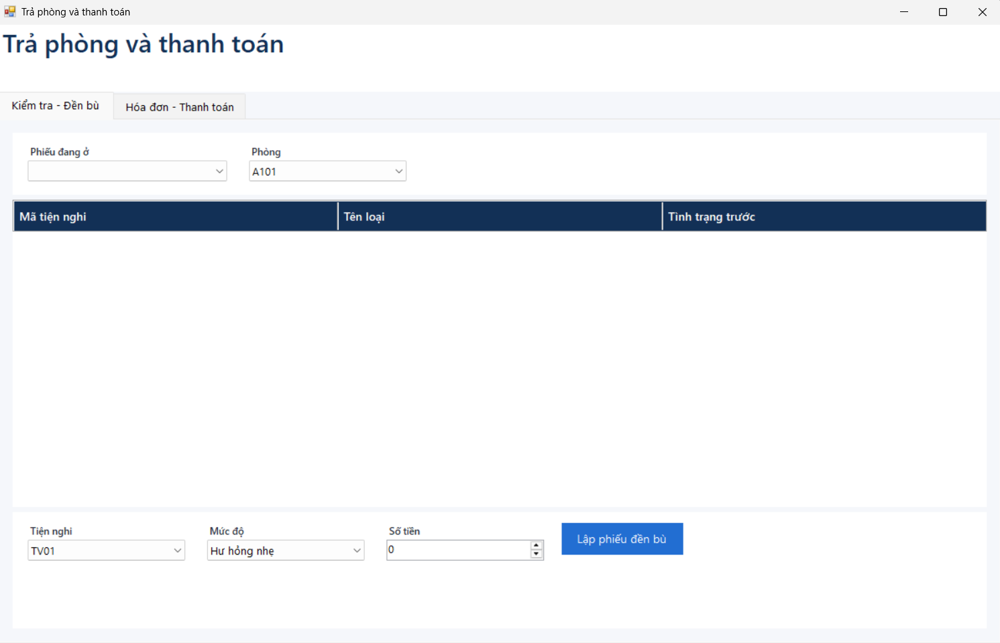 Trả phòng và thanh toán
Trả phòng và thanh toán
Kiểm tra - Đền bù
Hóa đơn - Thanh toán
Phiếu đang ở
Phòng
A101
Mã tiện nghi
Tên loại
Tình trạng trước
Tiện nghi
Mức độ
Số tiền
TV01
Hư hỏng nhẹ
0
Lập phiếu đền bù